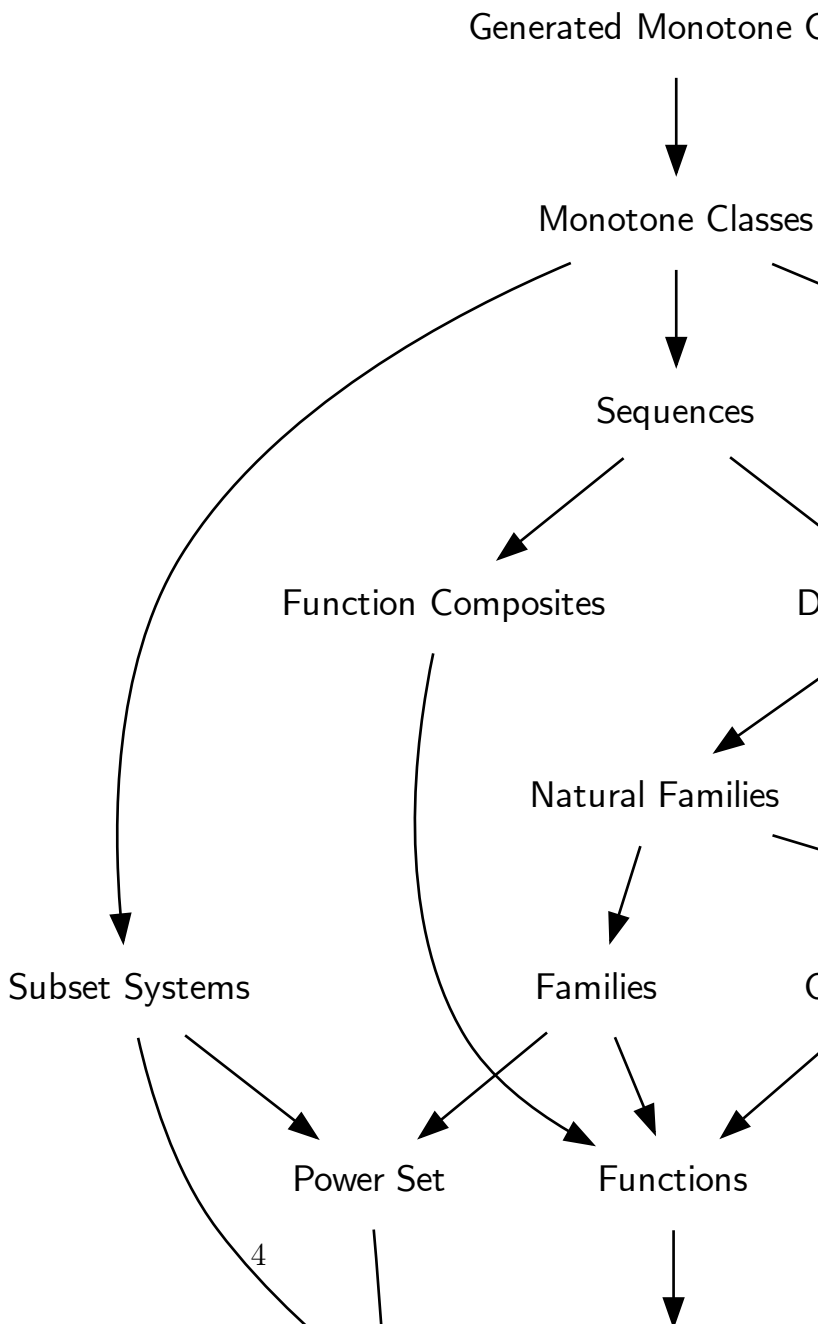 Generated Monotone
Monotone Classes
Sequences
Function Composites
Natural Families
Subset Systems Families
Power Set Functions
4